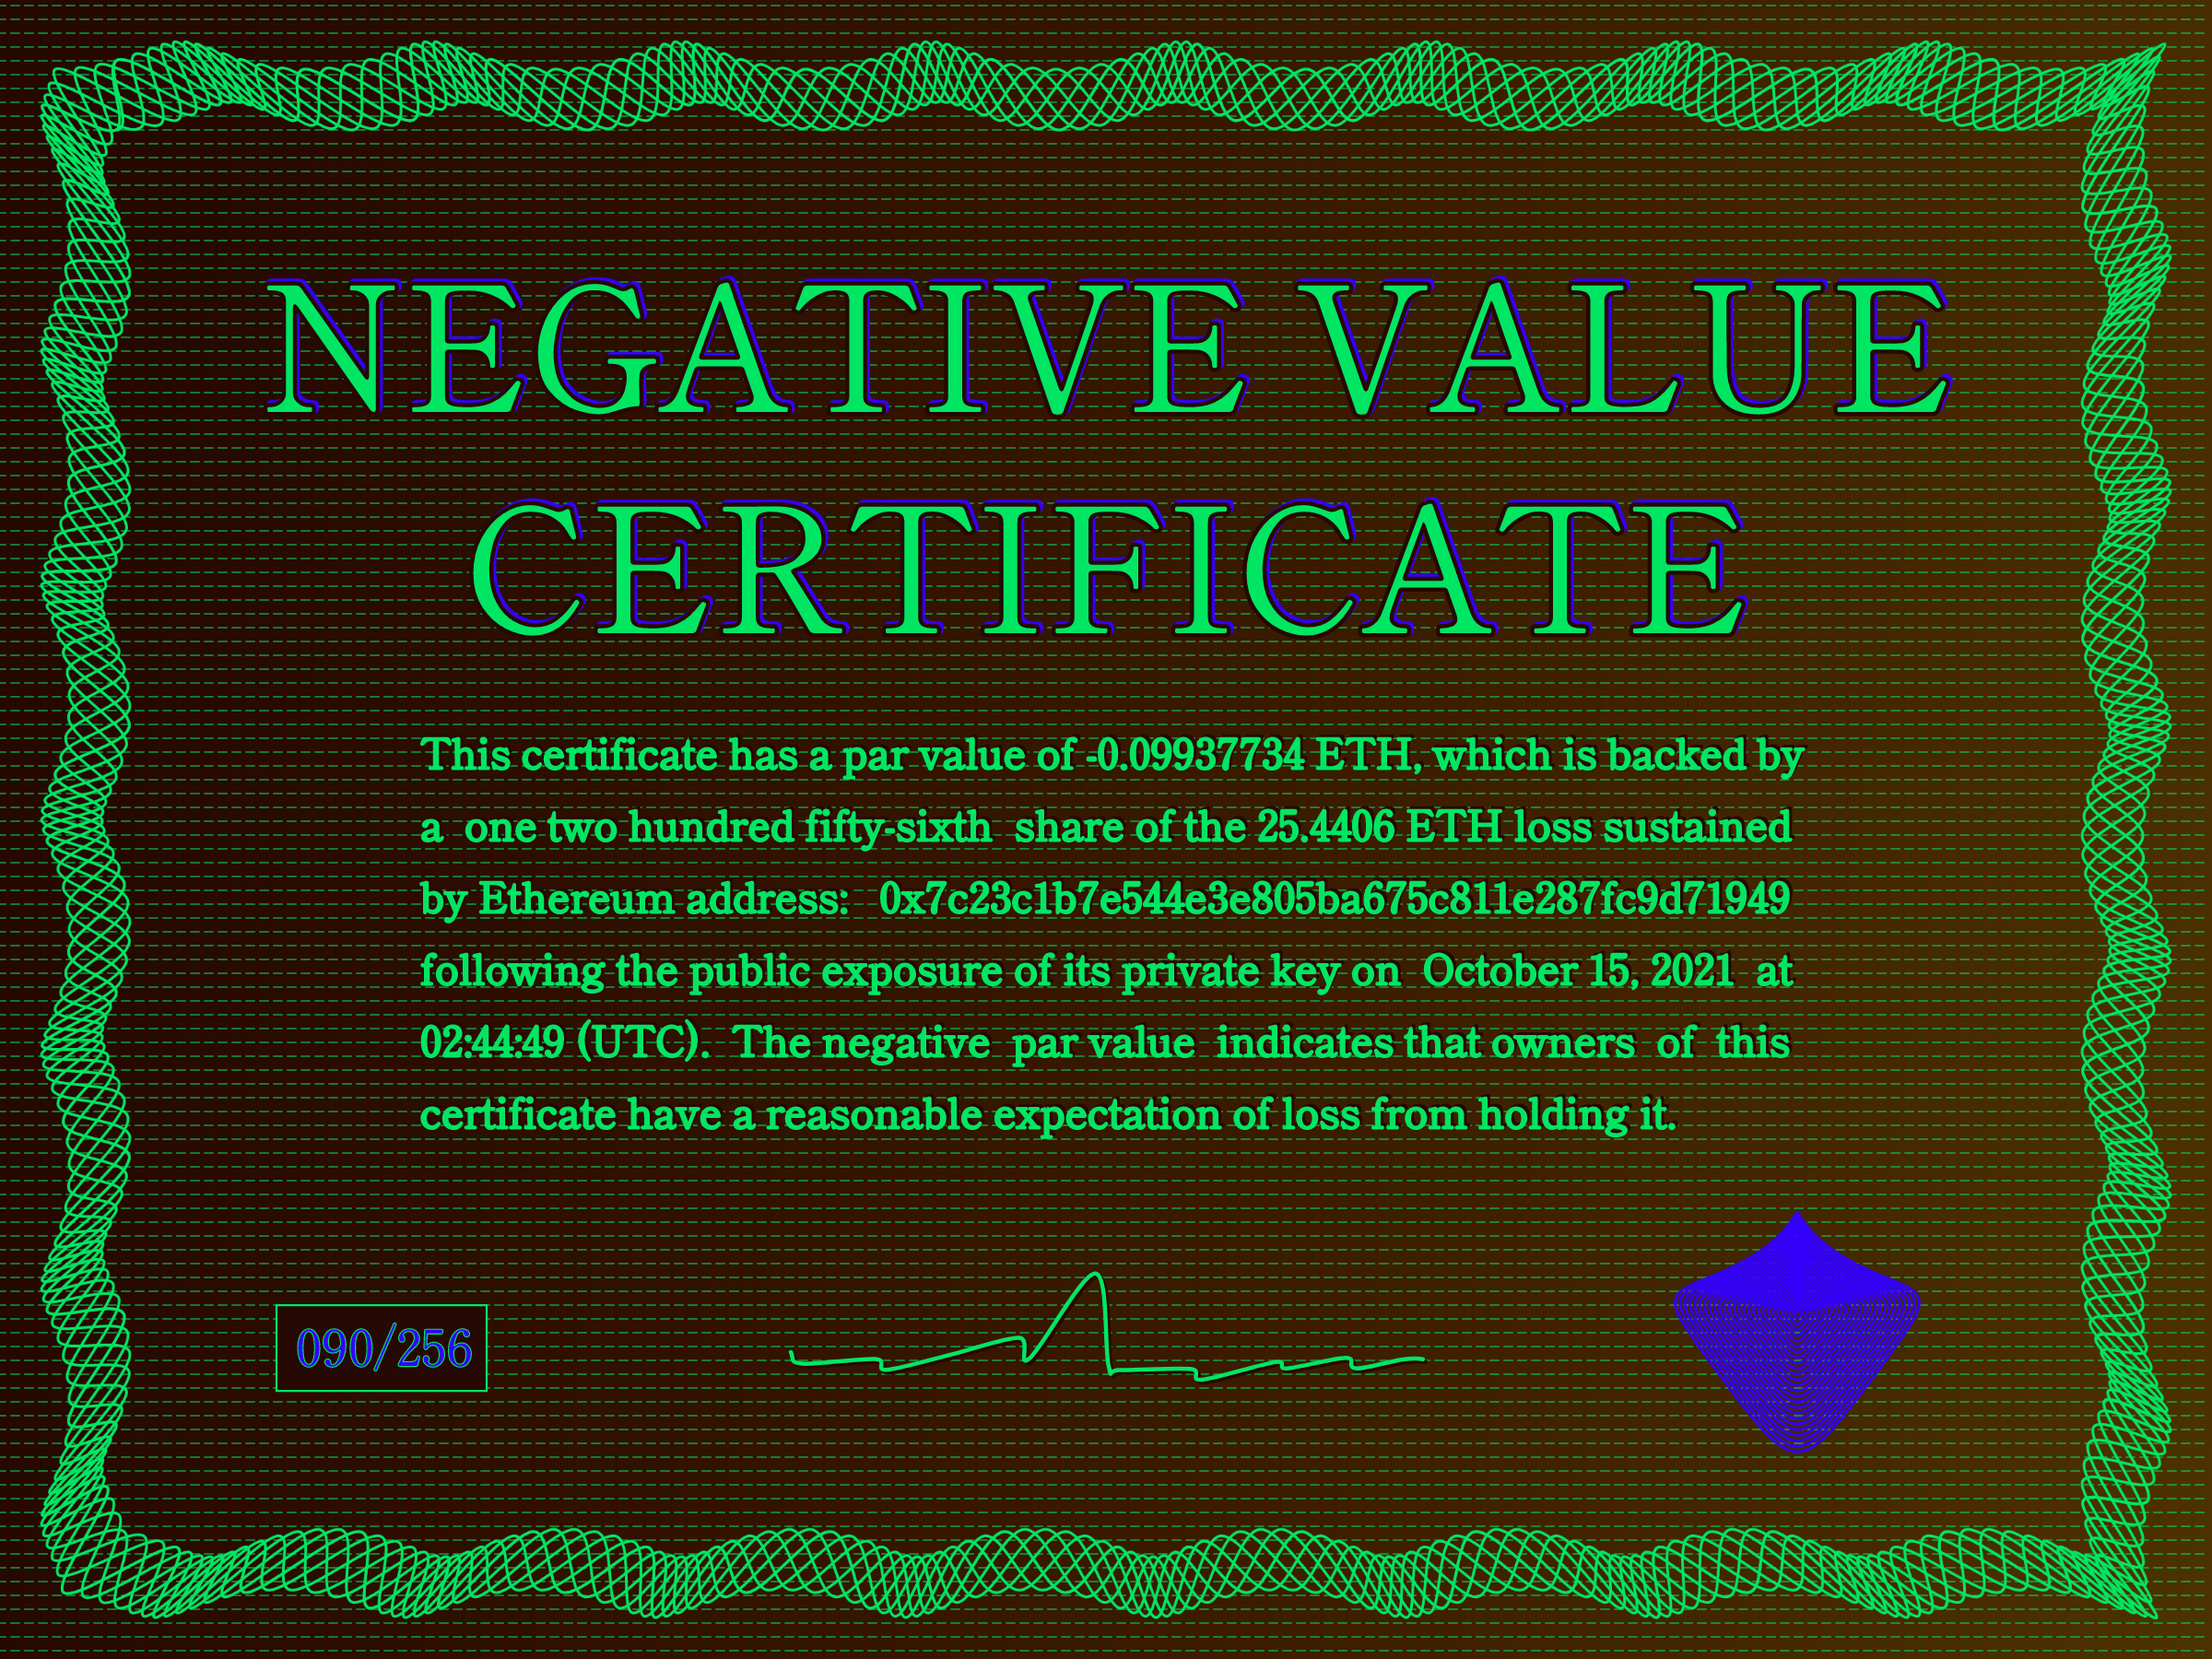 NEGATIVE VALUE
CERTIFICATE
This certificate has a par value of -0.09937734 ETH, which is backed by
a one two hundred fifty-sixth share of the 25.4406 ETH loss sustained
by Ethereum address: 0x7c23c1b7e544e3e805ba675c811e287fc9d71949
following the public exposure of its private key on October 15, 2021 at
02:44:49 (UTC). The negative par value indicates that owners of this
certificate have a reasonable expectation of loss from holding it.
090/256